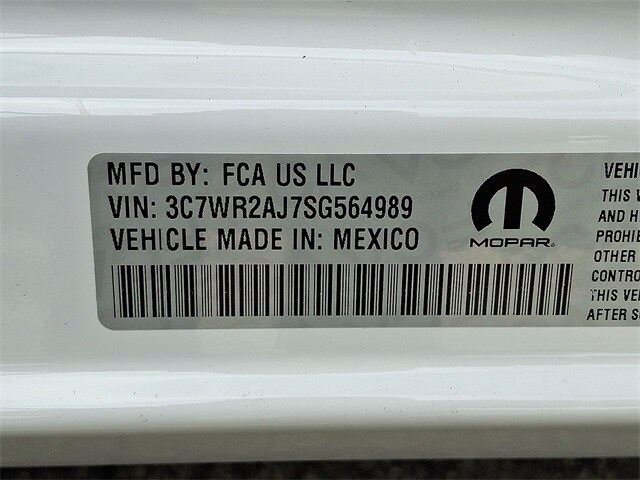 MFD BY: FCA US LLC
VIN: 3C7WR2AJ7SG564989
VEHICLE MADE IN: MEXICO
MOPAR
VEHI
THIS V
AND H
PROHIE
OTHER
CONTRO
THIS VE
AFTER S